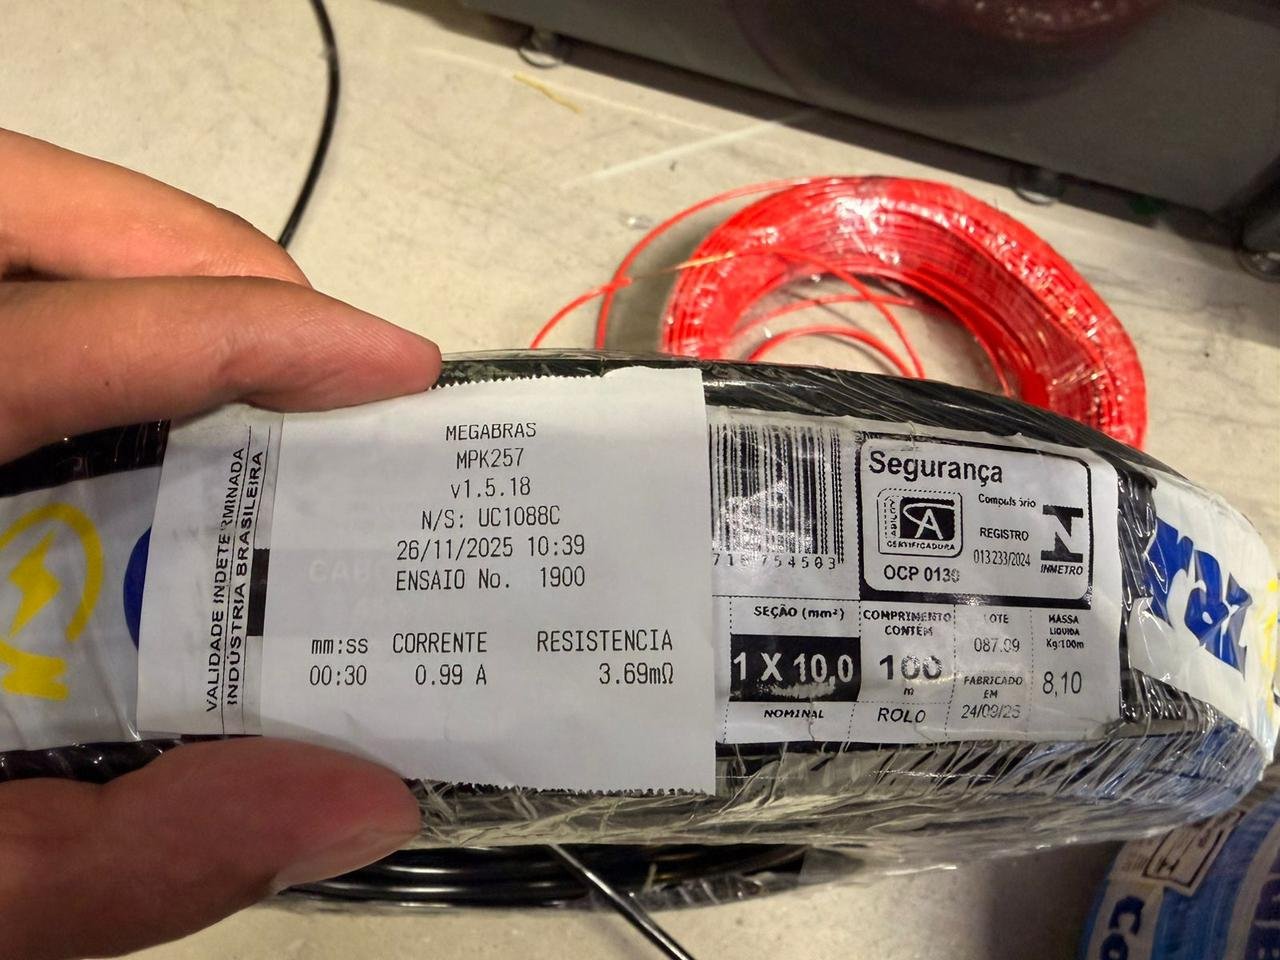 VALIDADE INDETERMINADA
INDÚSTRIA BRASILEIRA
MEGABRAS
MPK257
v1.5.18
N/S: UC1088C
26/11/2025 10:39
ENSAIO No. 1900
mm:ss CORRENTE RESISTENCIA
00:30 0.99 A 3.69mΩ
Segurança
Compulsório
CERTIFICADORA
OCP 0130
REGISTRO
013233/2024
INMETRO
SEÇÃO (mm²)
1 X 10,0
NOMINAL
COMPRIMENTO
CONTÉM
100
m
ROLO
LOTE
087.09
FABRICADO
EM
24/09/25
MASSA
LIQUIDA
Kg:100m
8,10